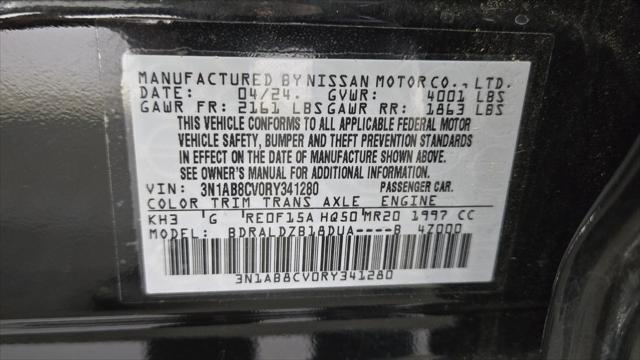 MANUFACTURED BY NISSAN MOTOR CO., LTD.
DATE: 04/24. GVWR: 4001 LBS
GAWR FR: 2161 LBS GAWR RR: 1863 LBS
THIS VEHICLE CONFORMS TO ALL APPLICABLE FEDERAL MOTOR
VEHICLE SAFETY, BUMPER AND THEFT PREVENTION STANDARDS
IN EFFECT ON THE DATE OF MANUFACTURE SHOWN ABOVE.
SEE OWNER'S MANUAL FOR ADDITIONAL INFORMATION.
VIN: 3N1AB8CV0RY341280 PASSENGER CAR.
COLOR TRIM TRANS AXLE ENGINE
KH3 G RE0F15A HQ50 MR20 1997 CC
MODEL: BDRALDZB18DUA----B 4Z000
3N1AB8CV0RY341280